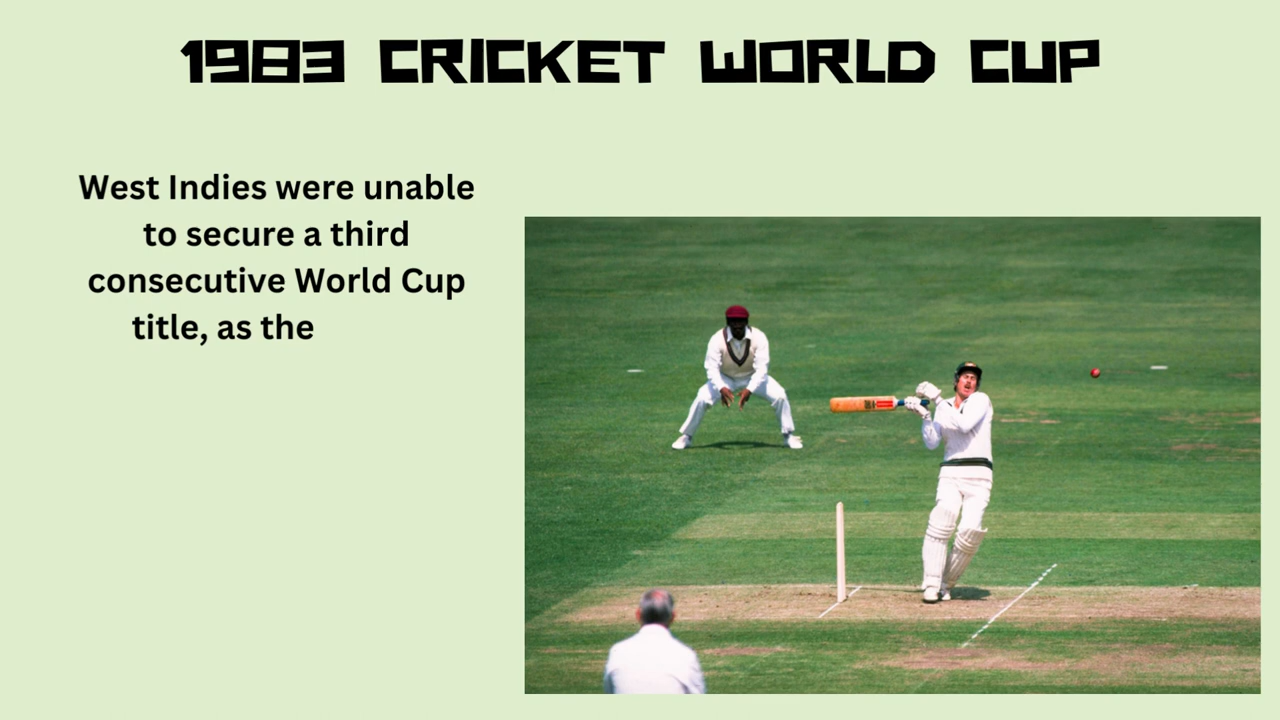 1983 CRICKET WORLD CUP
West Indies were unable
to secure a third
consecutive World Cup
title, as the